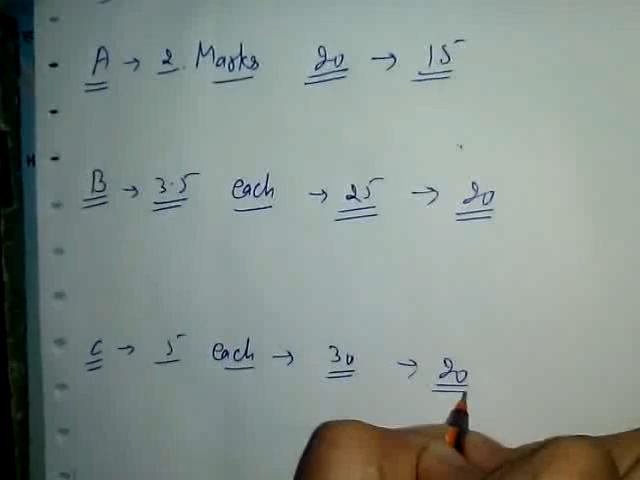 A → 2 Marks 20 → 15
B → 3.5 each → 25 → 20
C → 5 each → 30 → 20